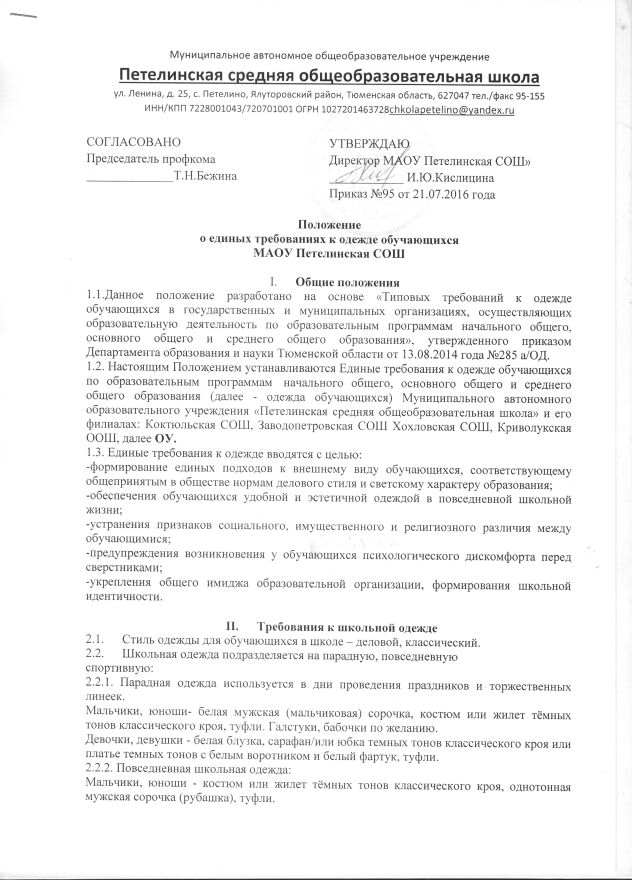 Муниципальное автономное общеобразовательное учреждение
Петелинская средняя общеобразовательная школа
ул. Ленина, д. 25, с. Петелино, Ялуторовский район, Тюменская область, 627047 тел./факс 95-155
ИНН/КПП 7228001043/720701001 ОГРН 1027201463728chkolapetelino@yandex.ru
СОГЛАСОВАНО
Председатель профкома
______________Т.Н.Бежина
УТВЕРЖДАЮ
Директор МАОУ Петелинская СОШ»
____________ И.Ю.Кислицина
Приказ №95 от 21.07.2016 года
Положение
о единых требованиях к одежде обучающихся
МАОУ Петелинская СОШ
I. Общие положения
1.1.Данное положение разработано на основе «Типовых требований к одежде
обучающихся в государственных и муниципальных организациях, осуществляющих
образовательную деятельность по образовательным программам начального общего,
основного общего и среднего общего образования», утвержденного приказом
Департамента образования и науки Тюменской области от 13.08.2014 года №285 а/ОД.
1.2. Настоящим Положением устанавливаются Единые требования к одежде обучающихся
по образовательным программам начального общего, основного общего и среднего
общего образования (далее - одежда обучающихся) Муниципального автономного
образовательного учреждения «Петелинская средняя общеобразовательная школа» и его
филиалах: Коктюльская СОШ, Заводопетровская СОШ Хохловская СОШ, Криволукская
ООШ, далее ОУ.
1.3. Единые требования к одежде вводятся с целью:
-формирование единых подходов к внешнему виду обучающихся, соответствующему
общепринятым в обществе нормам делового стиля и светскому характеру образования;
-обеспечения обучающихся удобной и эстетичной одеждой в повседневной школьной
жизни;
-устранения признаков социального, имущественного и религиозного различия между
обучающимися;
-предупреждения возникновения у обучающихся психологического дискомфорта перед
сверстниками;
-укрепления общего имиджа образовательной организации, формирования школьной
идентичности.
II. Требования к школьной одежде
2.1. Стиль одежды для обучающихся в школе – деловой, классический.
2.2. Школьная одежда подразделяется на парадную, повседневную
спортивную:
2.2.1. Парадная одежда используется в дни проведения праздников и торжественных
линеек.
Мальчики, юноши- белая мужская (мальчиковая) сорочка, костюм или жилет тёмных
тонов классического кроя, туфли. Галстуки, бабочки по желанию.
Девочки, девушки - белая блузка, сарафан/или юбка темных тонов классического кроя или
платье темных тонов с белым воротником и белый фартук, туфли.
2.2.2. Повседневная школьная одежда:
Мальчики, юноши - костюм или жилет тёмных тонов классического кроя, однотонная
мужская сорочка (рубашка), туфли.